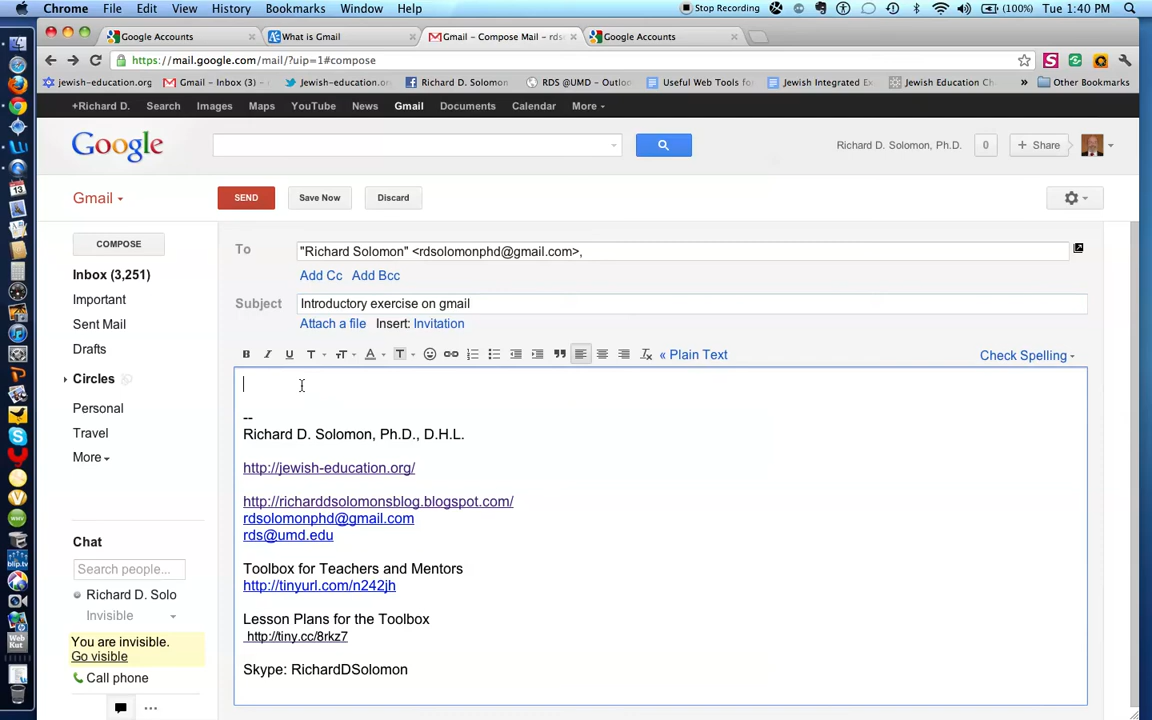 Chrome File Edit View History Bookmarks Window Help Stop Recording (100%) Tue 1:40 PM
Google Accounts What is Gmail Gmail – Compose Mail – rds Google Accounts
https://mail.google.com/mail/?uip=1#compose
jewish-education.org Gmail – Inbox (3) – Jewish-education.org Richard D. Solomon RDS @UMD – Outloo Useful Web Tools fo Jewish Integrated Ex Jewish Education Ch » Other Bookmarks
+Richard D. Search Images Maps YouTube News Gmail Documents Calendar More
Google Richard D. Solomon, Ph.D. 0 + Share
Gmail SEND Save Now Discard
COMPOSE
Inbox (3,251)
Important
Sent Mail
Drafts
Circles
Personal
Travel
More
Chat
Search people...
Richard D. Solo
Invisible
You are invisible.
Go visible
Call phone
To "Richard Solomon" <rdsolomonphd@gmail.com>,
Add Cc Add Bcc
Subject Introductory exercise on gmail
Attach a file Insert: Invitation
B I U T T A T « Plain Text Check Spelling
--
Richard D. Solomon, Ph.D., D.H.L.
http://jewish-education.org/
http://richarddsolomonsblog.blogspot.com/
rdsolomonphd@gmail.com
rds@umd.edu
Toolbox for Teachers and Mentors
http://tinyurl.com/n242jh
Lesson Plans for the Toolbox
http://tiny.cc/8rkz7
Skype: RichardDSolomon